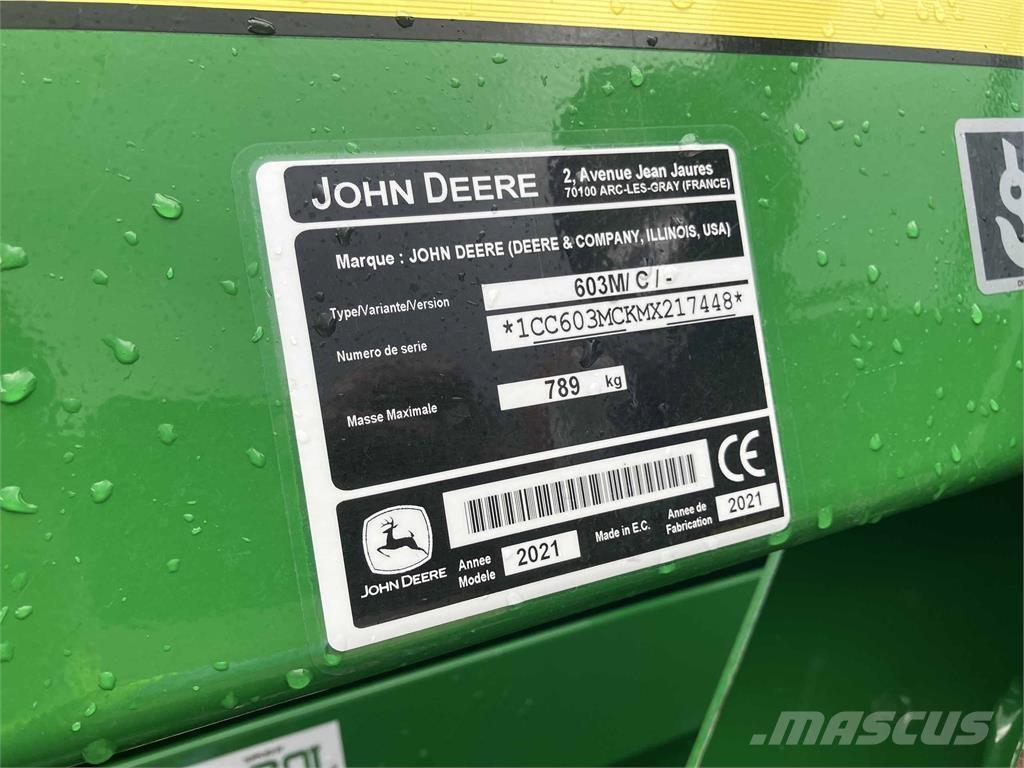 JOHN DEERE
2, Avenue Jean Jaures
70100 ARC-LES-GRAY (FRANCE)
Marque : JOHN DEERE (DEERE & COMPANY, ILLINOIS, USA)
Type/Variante/Version 603M/ C / -
Numero de serie *1CC603MCKMX217448*
Masse Maximale 789 kg
CE
JOHN DEERE
Annee Modele 2021
Made in E.C.
Annee de Fabrication 2021
MASCUS